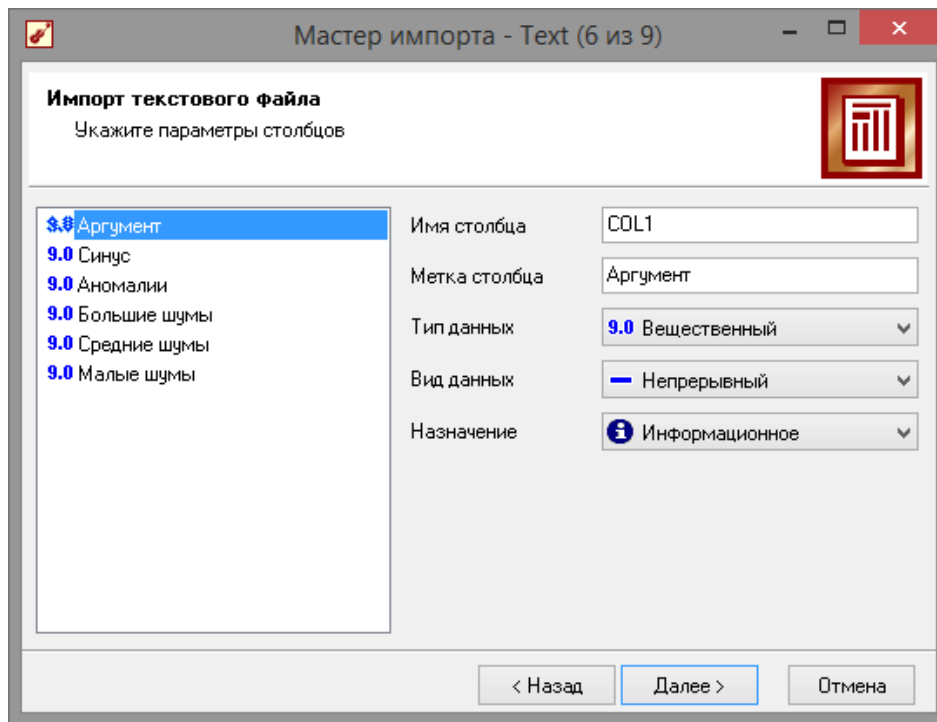 Мастер импорта - Text (6 из 9)
Импорт текстового файла
Укажите параметры столбцов
9.0 Аргумент
9.0 Синус
9.0 Аномалии
9.0 Большие шумы
9.0 Средние шумы
9.0 Малые шумы
Имя столбца COL1
Метка столбца Аргумент
Тип данных 9.0 Вещественный
Вид данных Непрерывный
Назначение Информационное
< Назад Далее > Отмена